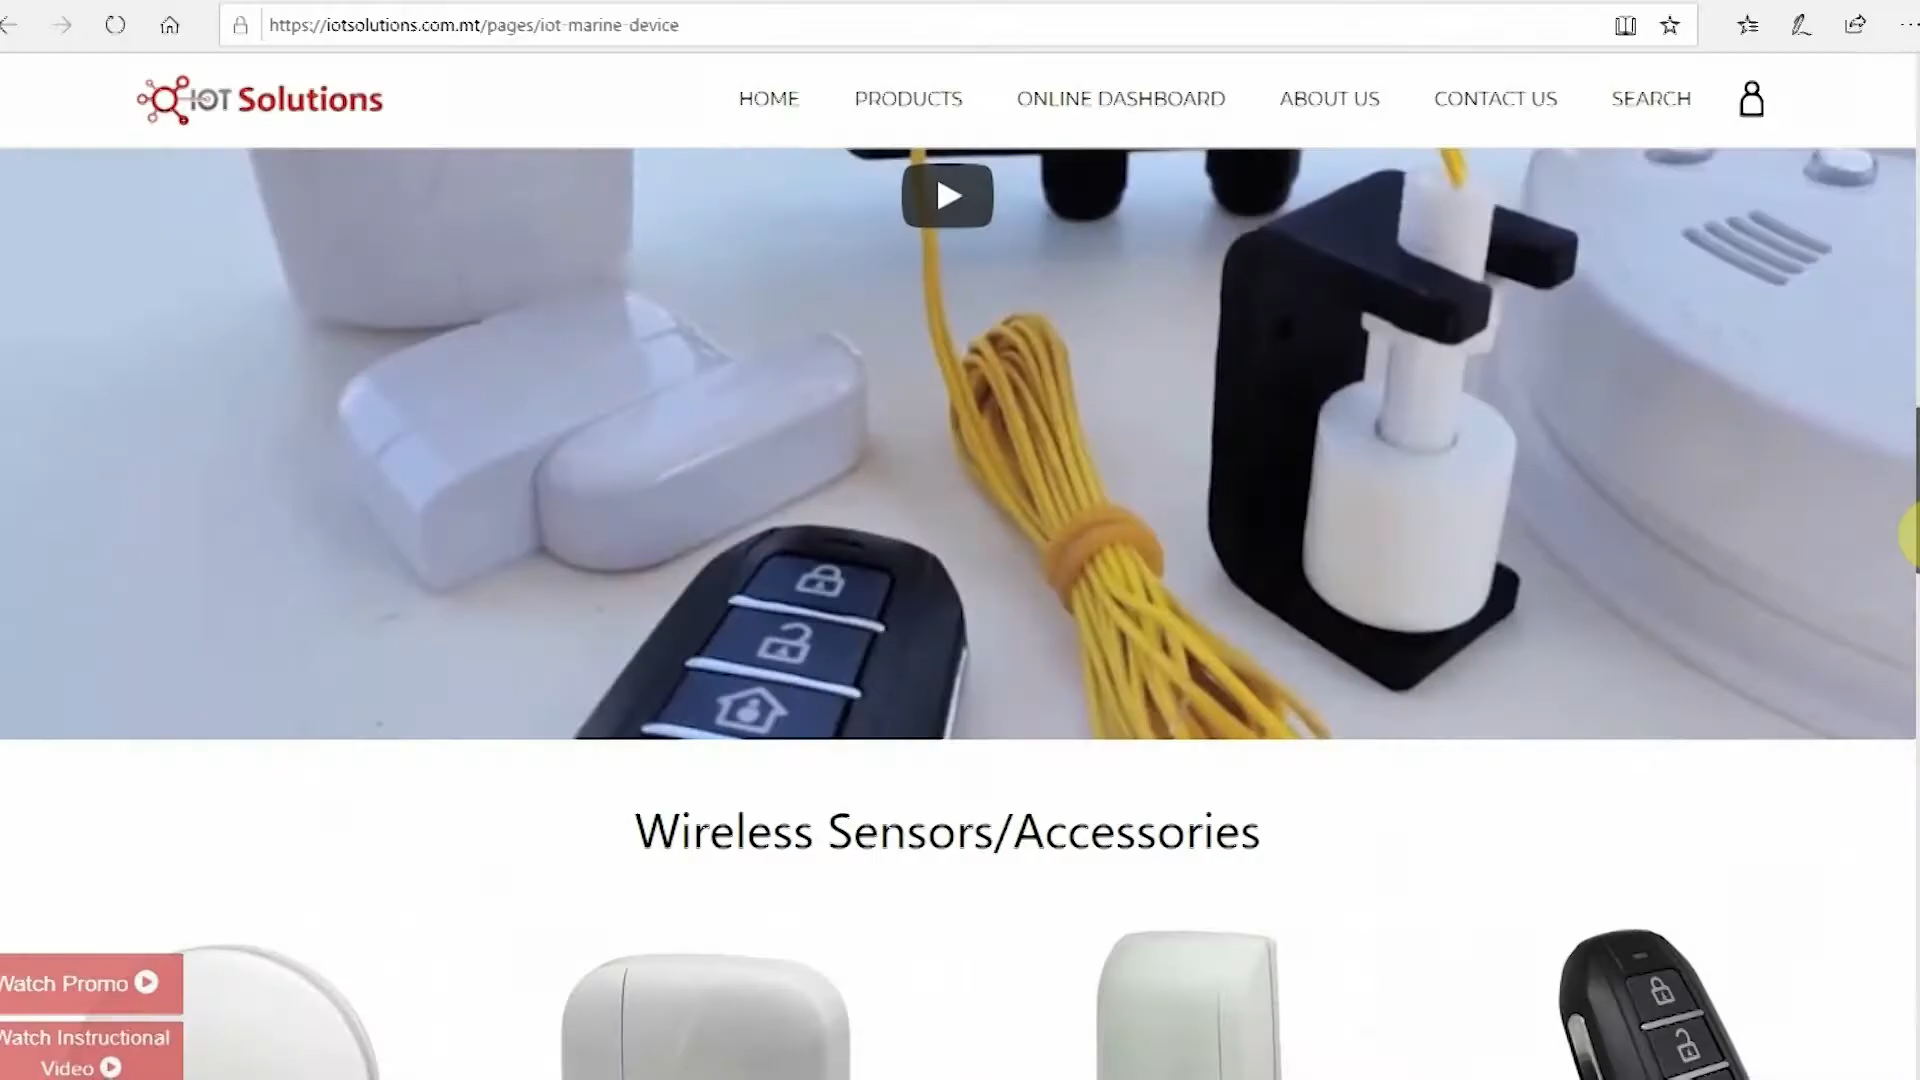 https://iotsolutions.com.mt/pages/iot-marine-device
IOT Solutions
HOME PRODUCTS ONLINE DASHBOARD ABOUT US CONTACT US SEARCH
Wireless Sensors/Accessories
Watch Promo
Watch Instructional
Video